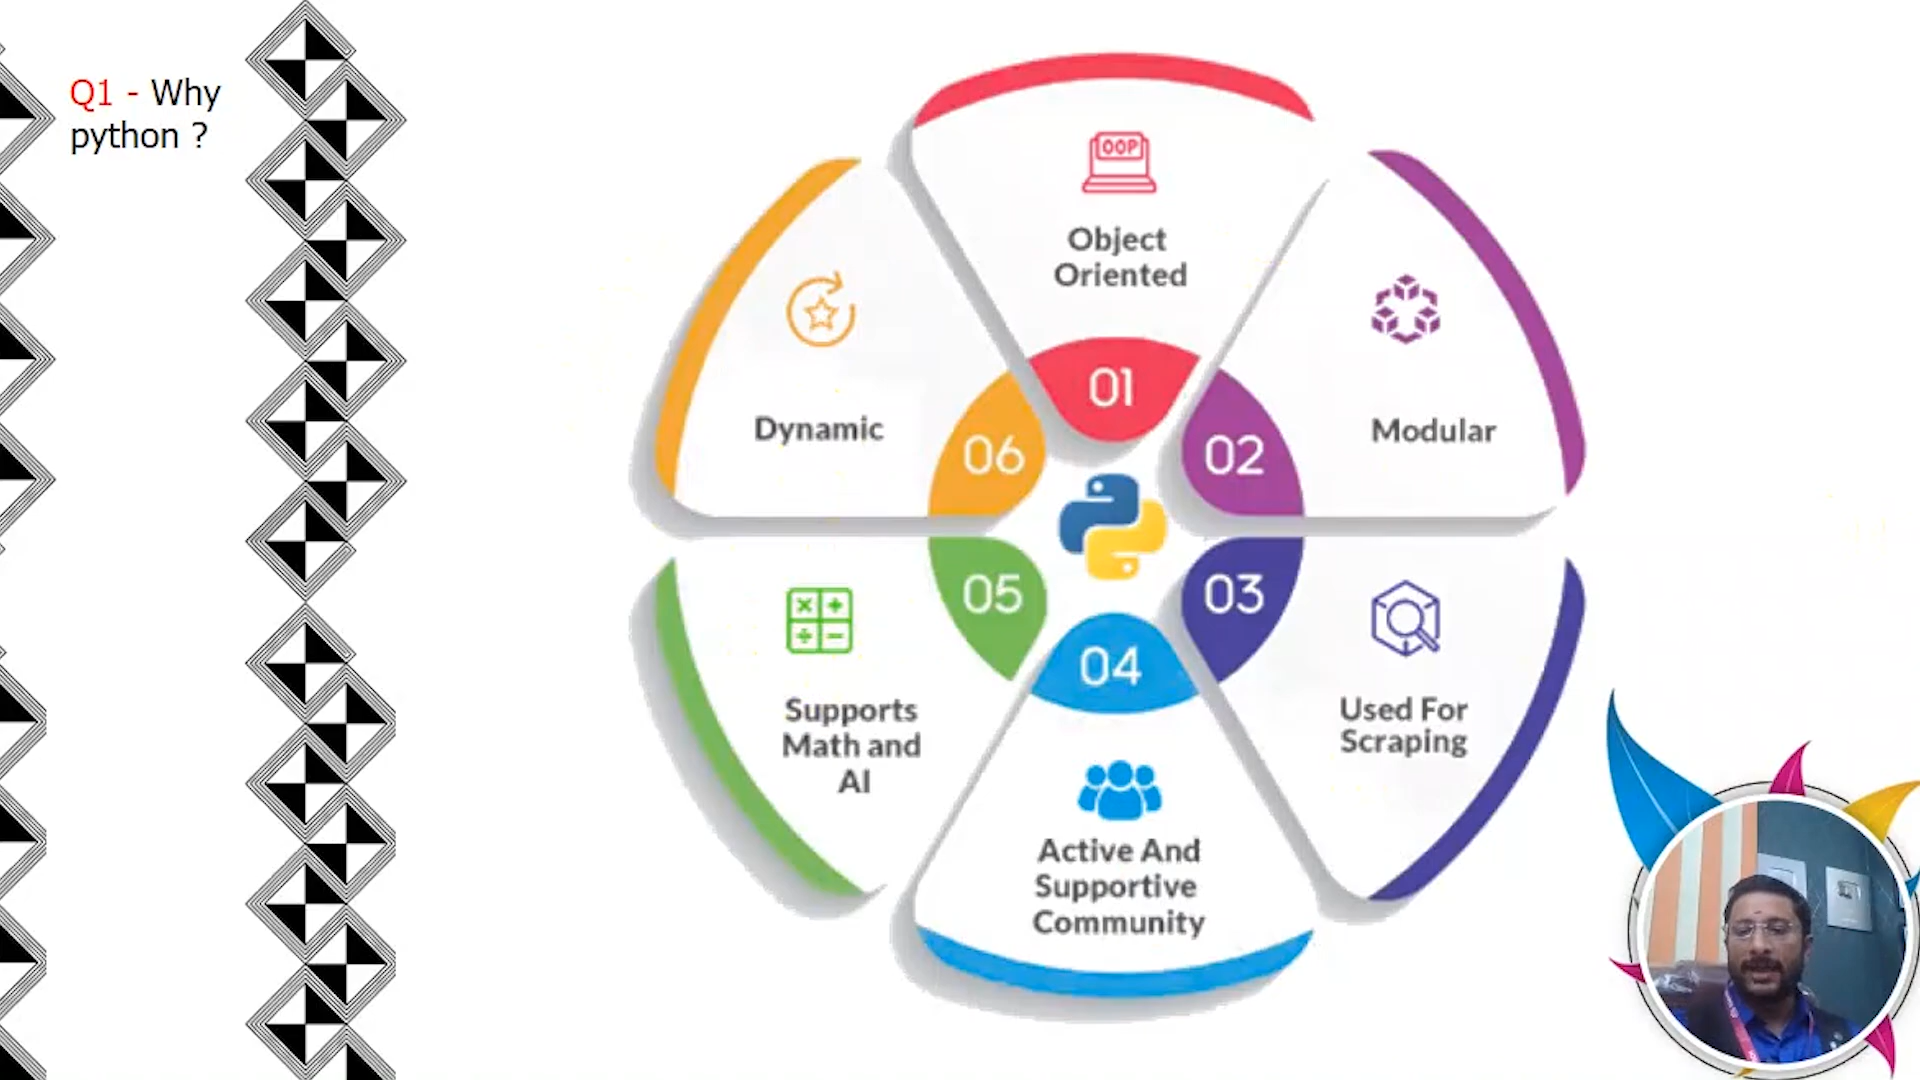 Q1 - Why
python ?
OOP
Object
Oriented
01
Modular
02
Used For
Scraping
03
04
Active And
Supportive
Community
05
Supports
Math and
AI
06
Dynamic